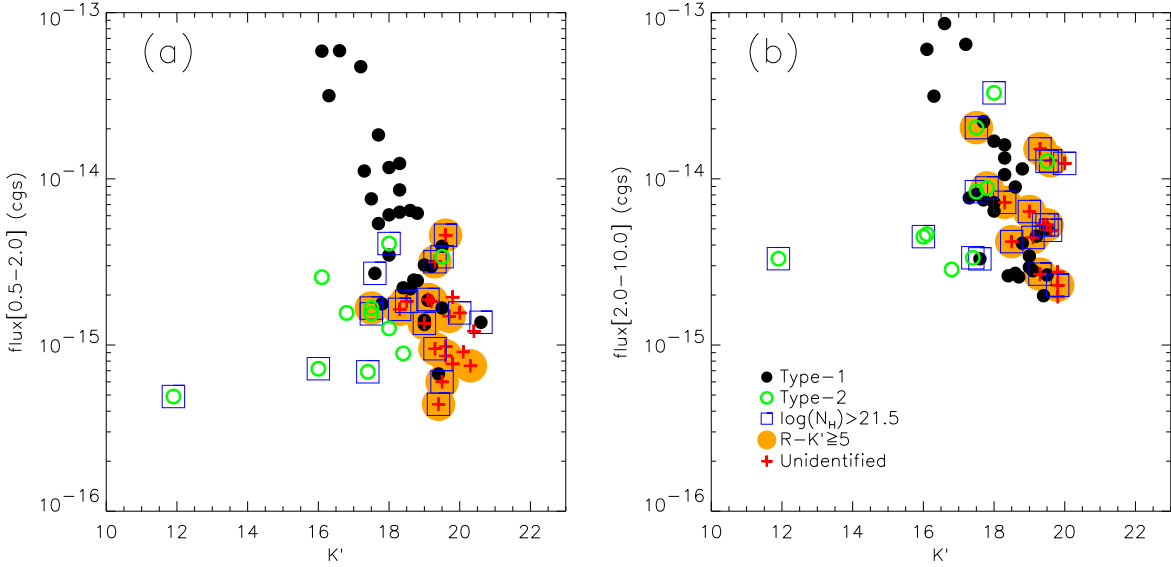 (a)
flux[0.5−2.0] (cgs)
10⁻¹³
10⁻¹⁴
10⁻¹⁵
10⁻¹⁶
10 12 14 16 18 20 22
K'
(b)
flux[2.0−10.0] (cgs)
10⁻¹³
10⁻¹⁴
10⁻¹⁵
10⁻¹⁶
Type−1
Type−2
log(N_H)>21.5
R−K'≧5
Unidentified
10 12 14 16 18 20 22
K'